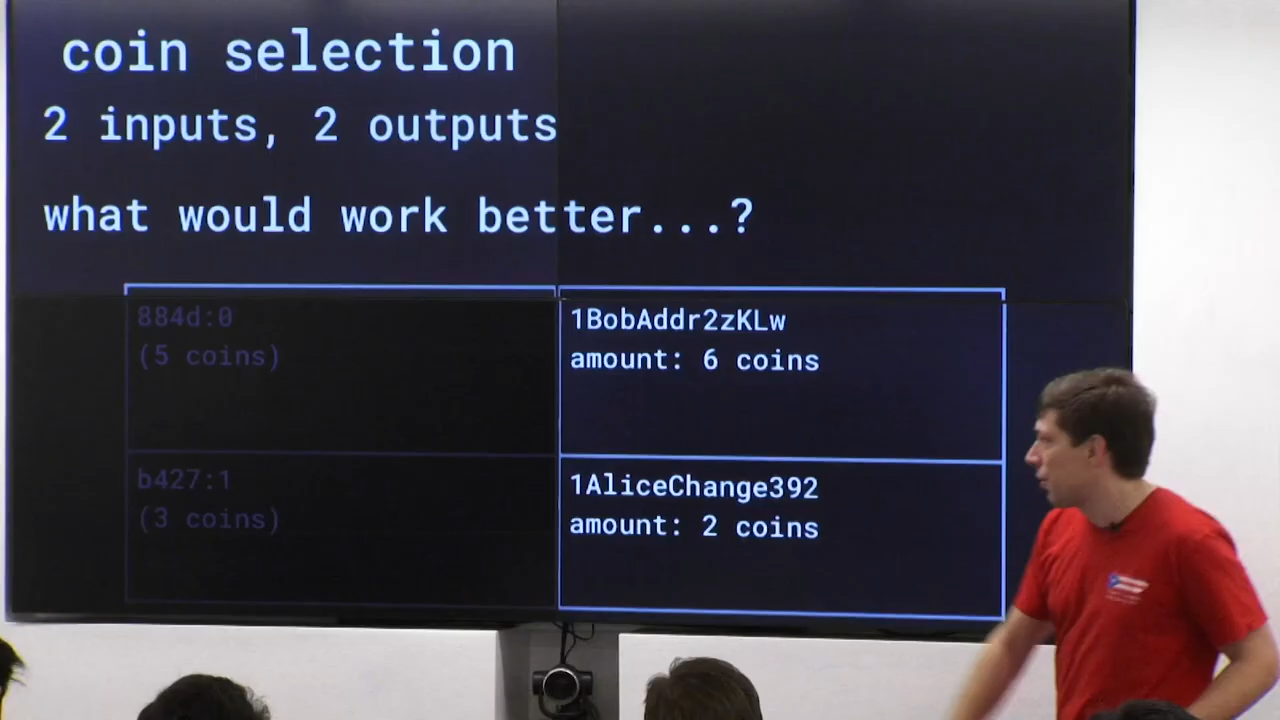 coin selection
2 inputs, 2 outputs
what would work better...?
884d:0
(5 coins)
1BobAddr2zKLw
amount: 6 coins
b427:1
(3 coins)
1AliceChange392
amount: 2 coins